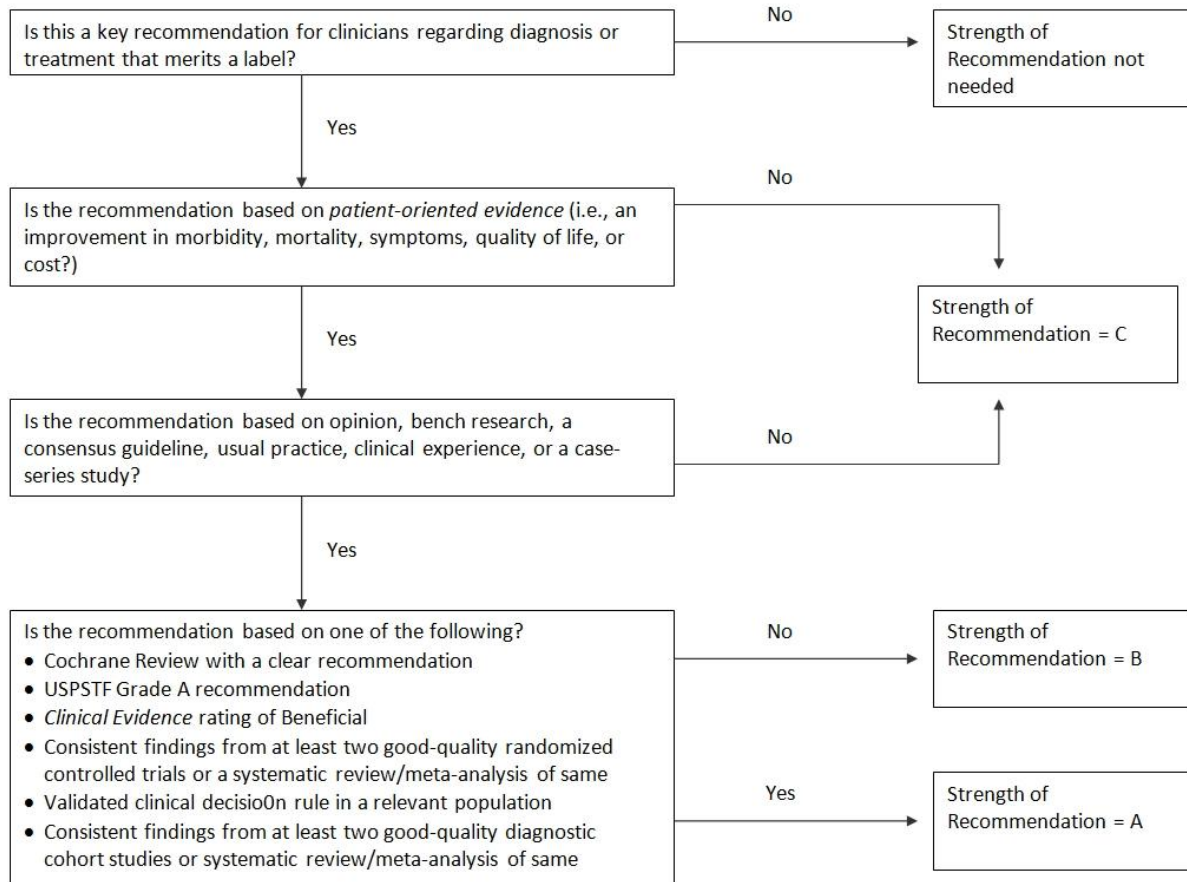 Is this a key recommendation for clinicians regarding diagnosis or
treatment that merits a label?
No
Strength of
Recommendation not
needed
Yes
Is the recommendation based on patient-oriented evidence (i.e., an
improvement in morbidity, mortality, symptoms, quality of life, or
cost?)
No
Strength of
Recommendation = C
Yes
Is the recommendation based on opinion, bench research, a
consensus guideline, usual practice, clinical experience, or a case-
series study?
No
Yes
Is the recommendation based on one of the following?
• Cochrane Review with a clear recommendation
• USPSTF Grade A recommendation
• Clinical Evidence rating of Beneficial
• Consistent findings from at least two good-quality randomized
controlled trials or a systematic review/meta-analysis of same
• Validated clinical decisio0n rule in a relevant population
• Consistent findings from at least two good-quality diagnostic
cohort studies or systematic review/meta-analysis of same
No
Strength of
Recommendation = B
Yes
Strength of
Recommendation = A